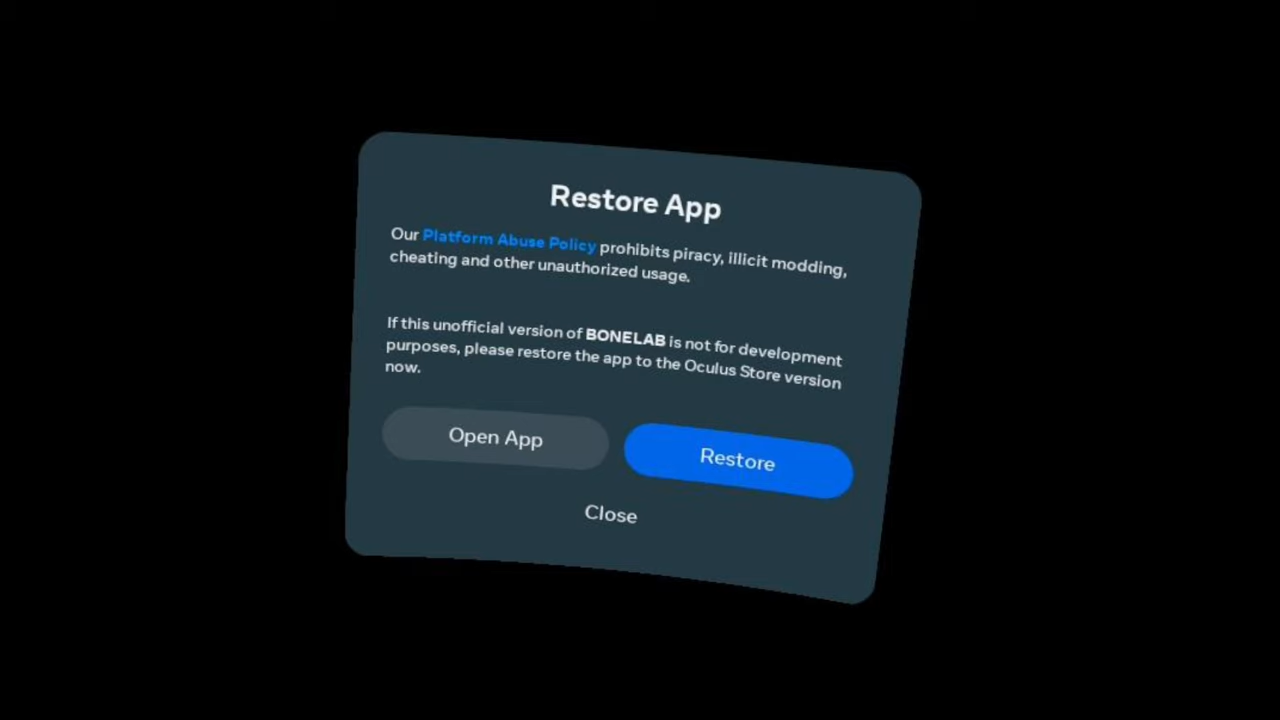 Restore App
Our Platform Abuse Policy prohibits piracy, illicit modding,
cheating and other unauthorized usage.
If this unofficial version of BONELAB is not for development
purposes, please restore the app to the Oculus Store version
now.
Open App
Restore
Close